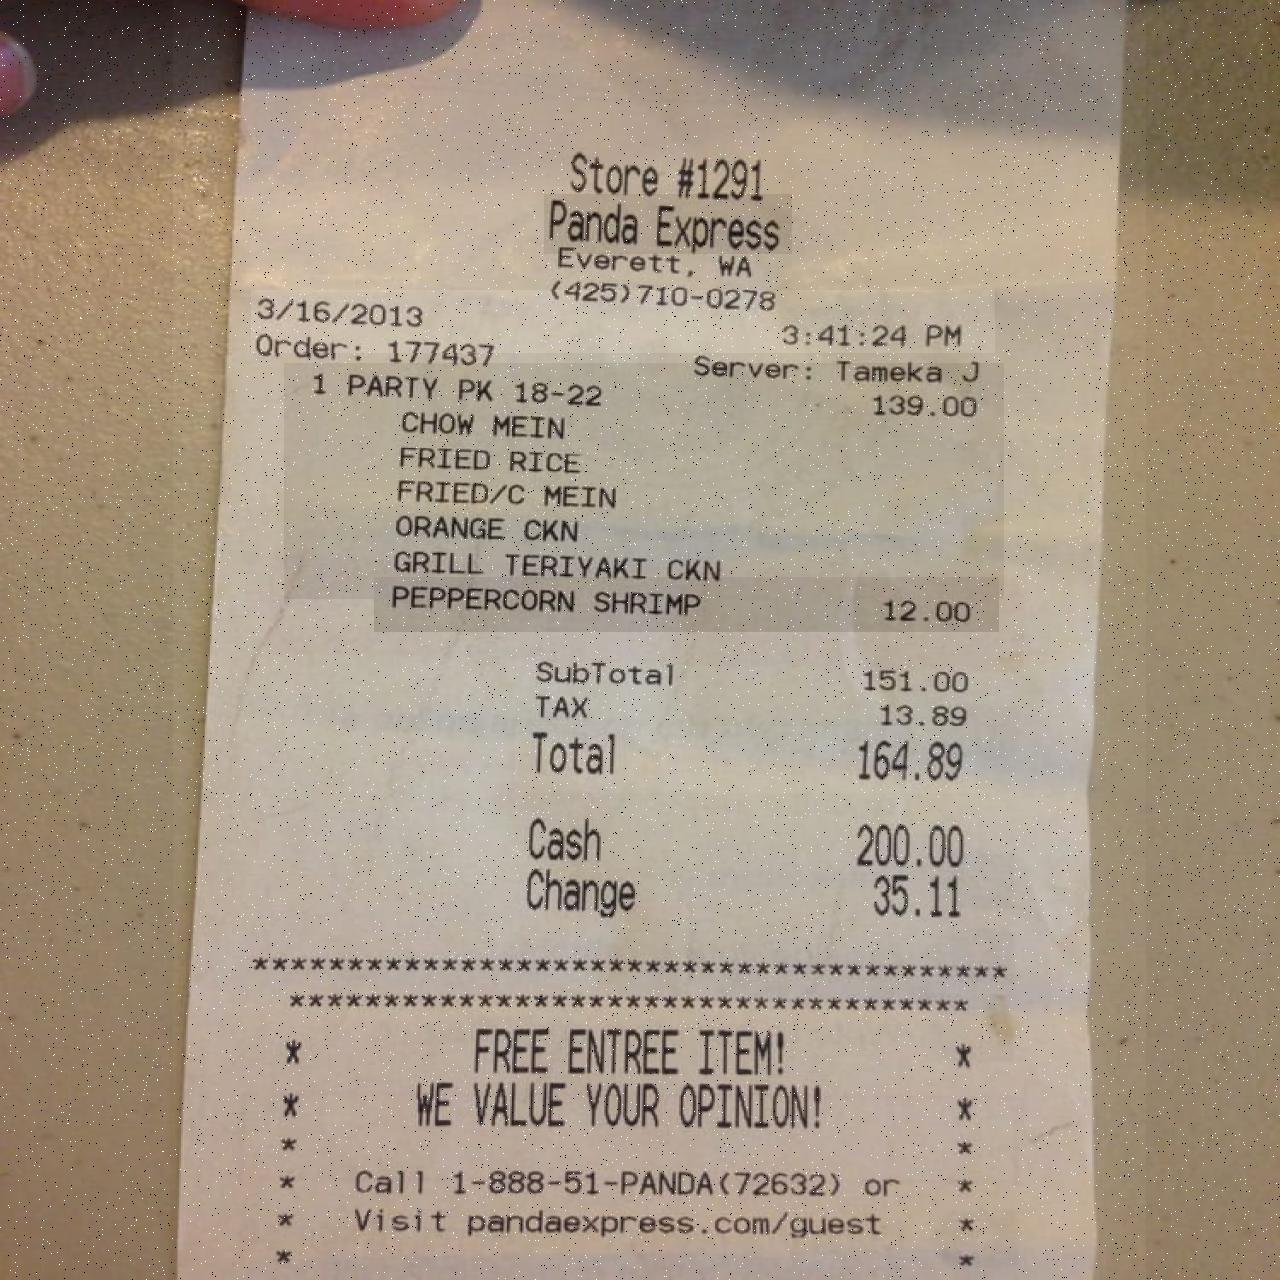 Store #1291
Panda Express
Everett, WA
(425)710-0278
3/16/2013 3:41:24 PM
Order: 177437 Server: Tameka J
1 PARTY PK 18-22 139.00
CHOW MEIN
FRIED RICE
FRIED/C MEIN
ORANGE CKN
GRILL TERIYAKI CKN
PEPPERCORN SHRIMP 12.00
SubTotal 151.00
TAX 13.89
Total 164.89
Cash 200.00
Change 35.11
*****************************************
*************************************
* FREE ENTREE ITEM! *
* WE VALUE YOUR OPINION! *
* *
* Call 1-888-51-PANDA(72632) or *
* Visit pandaexpress.com/guest *
* *